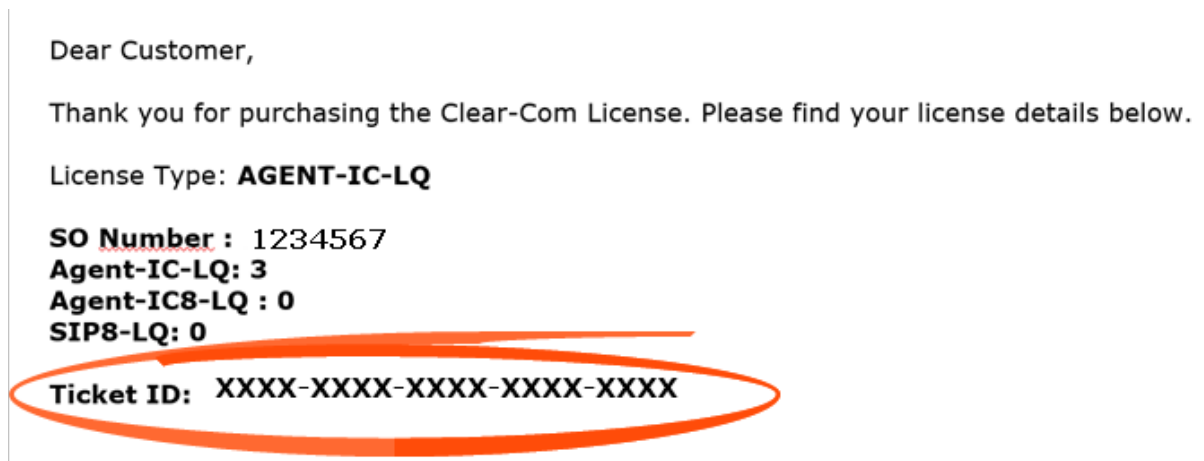 Dear Customer,
Thank you for purchasing the Clear-Com License. Please find your license details below.
License Type: AGENT-IC-LQ
SO Number : 1234567
Agent-IC-LQ: 3
Agent-IC8-LQ : 0
SIP8-LQ: 0
Ticket ID: XXXX-XXXX-XXXX-XXXX-XXXX